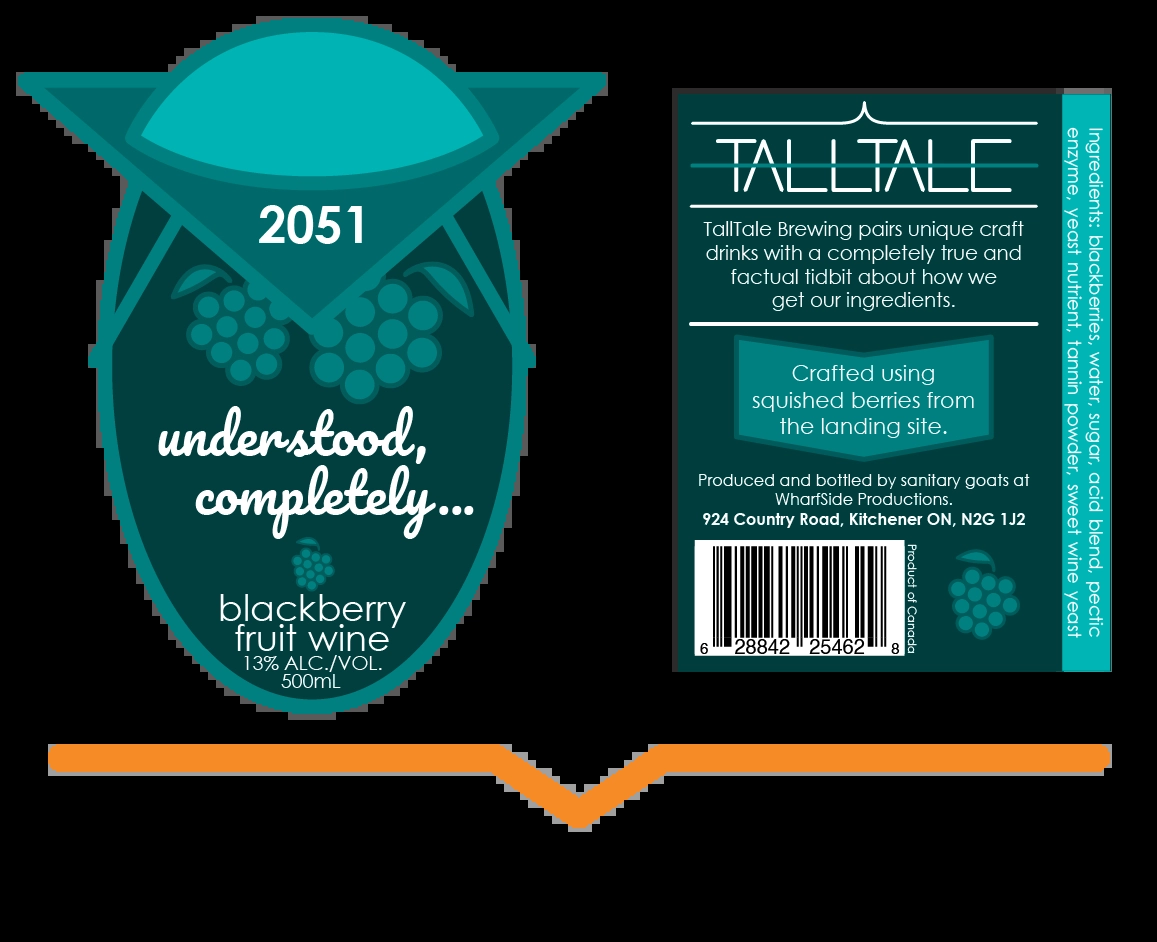 2051
understood,
completely...
blackberry
fruit wine
13% ALC./VOL.
500mL
TALLTALE
TallTale Brewing pairs unique craft
drinks with a completely true and
factual tidbit about how we
get our ingredients.
Crafted using
squished berries from
the landing site.
Produced and bottled by sanitary goats at
WharfSide Productions.
924 Country Road, Kitchener ON, N2G 1J2
6 28842 25462 8
Product of Canada
Ingredients: blackberries, water, sugar, acid blend, pectic
enzyme, yeast nutrient, tannin powder, sweet wine yeast